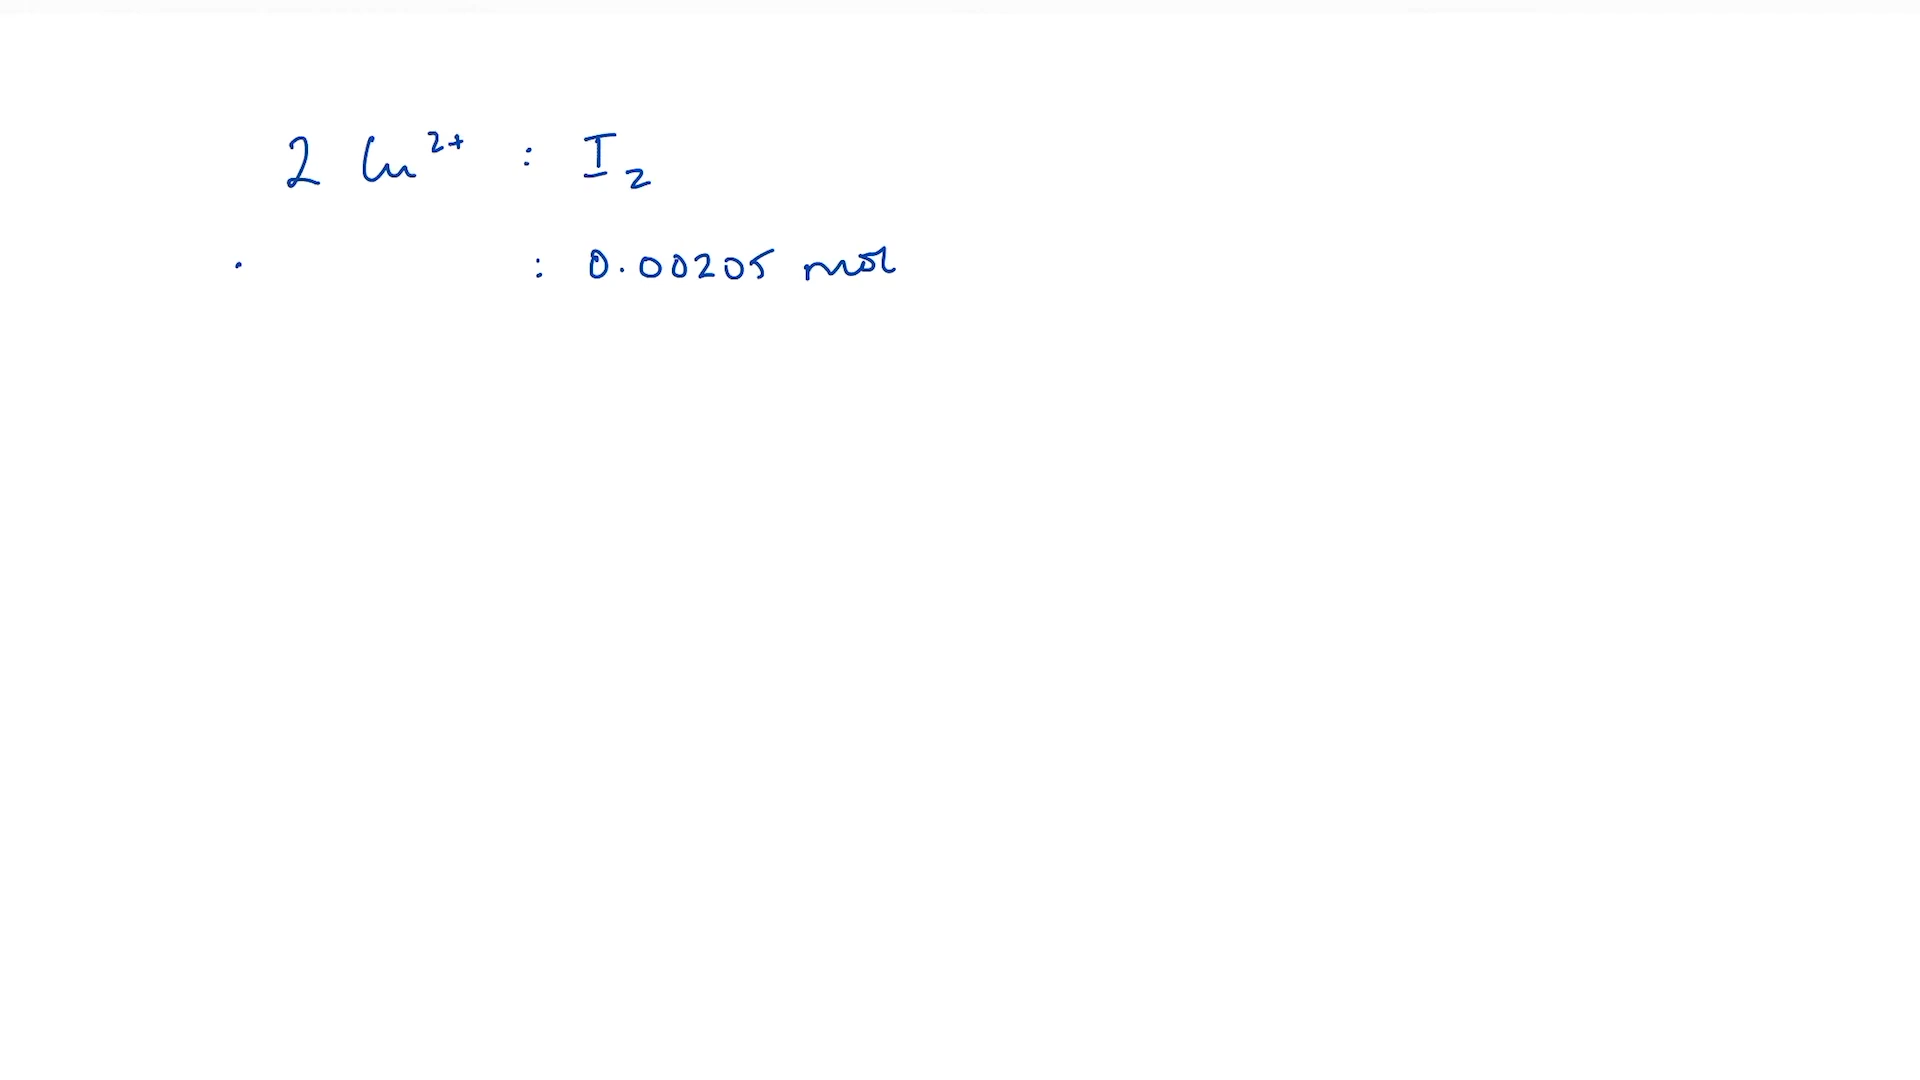 2 Cu²⁺ : I₂
. : 0.00205 mol